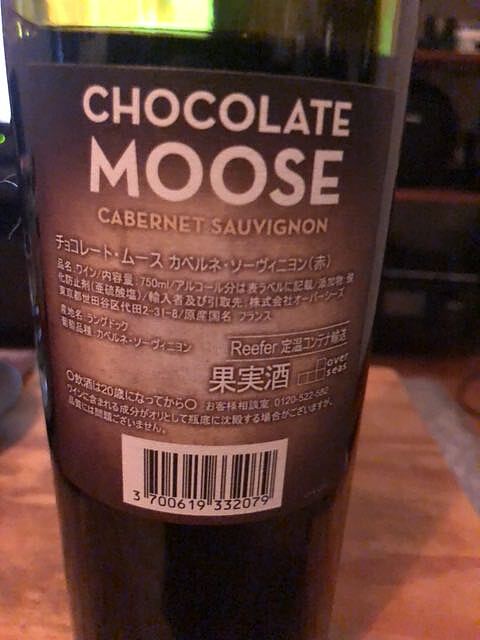 CHOCOLATE
MOOSE
CABERNET SAUVIGNON
チョコレート・ムース カベルネ・ソーヴィニヨン(赤)
品名:ワイン/内容量:750ml/アルコール分は表ラベルに記載/添加物:酸
化防止剤(亜硫酸塩)/輸入者及び引取先:株式会社オーバーシーズ
東京都世田谷区代田2-31-8/原産国名 フランス
産地名:ラングドック
葡萄品種:カベルネ・ソーヴィニヨン
Reefer 定温コンテナ輸送
果実酒
over
seas
〇飲酒は20歳になってから〇 お客様相談室 0120-522-582
ワインに含まれる成分がオリとして瓶底に沈殿する場合がございますが、
品質には問題ございません。
3 700619 332079